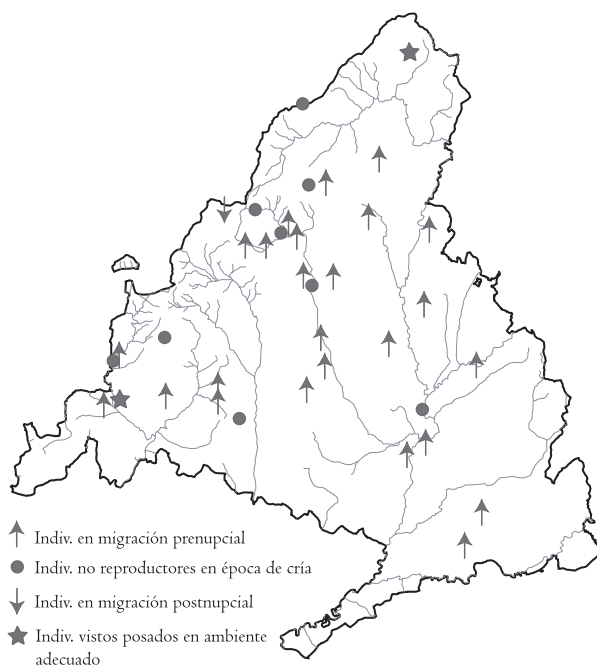 Indiv. en migración prenupcial
Indiv. no reproductores en época de cría
Indiv. en migración postnupcial
Indiv. vistos posados en ambiente
adecuado